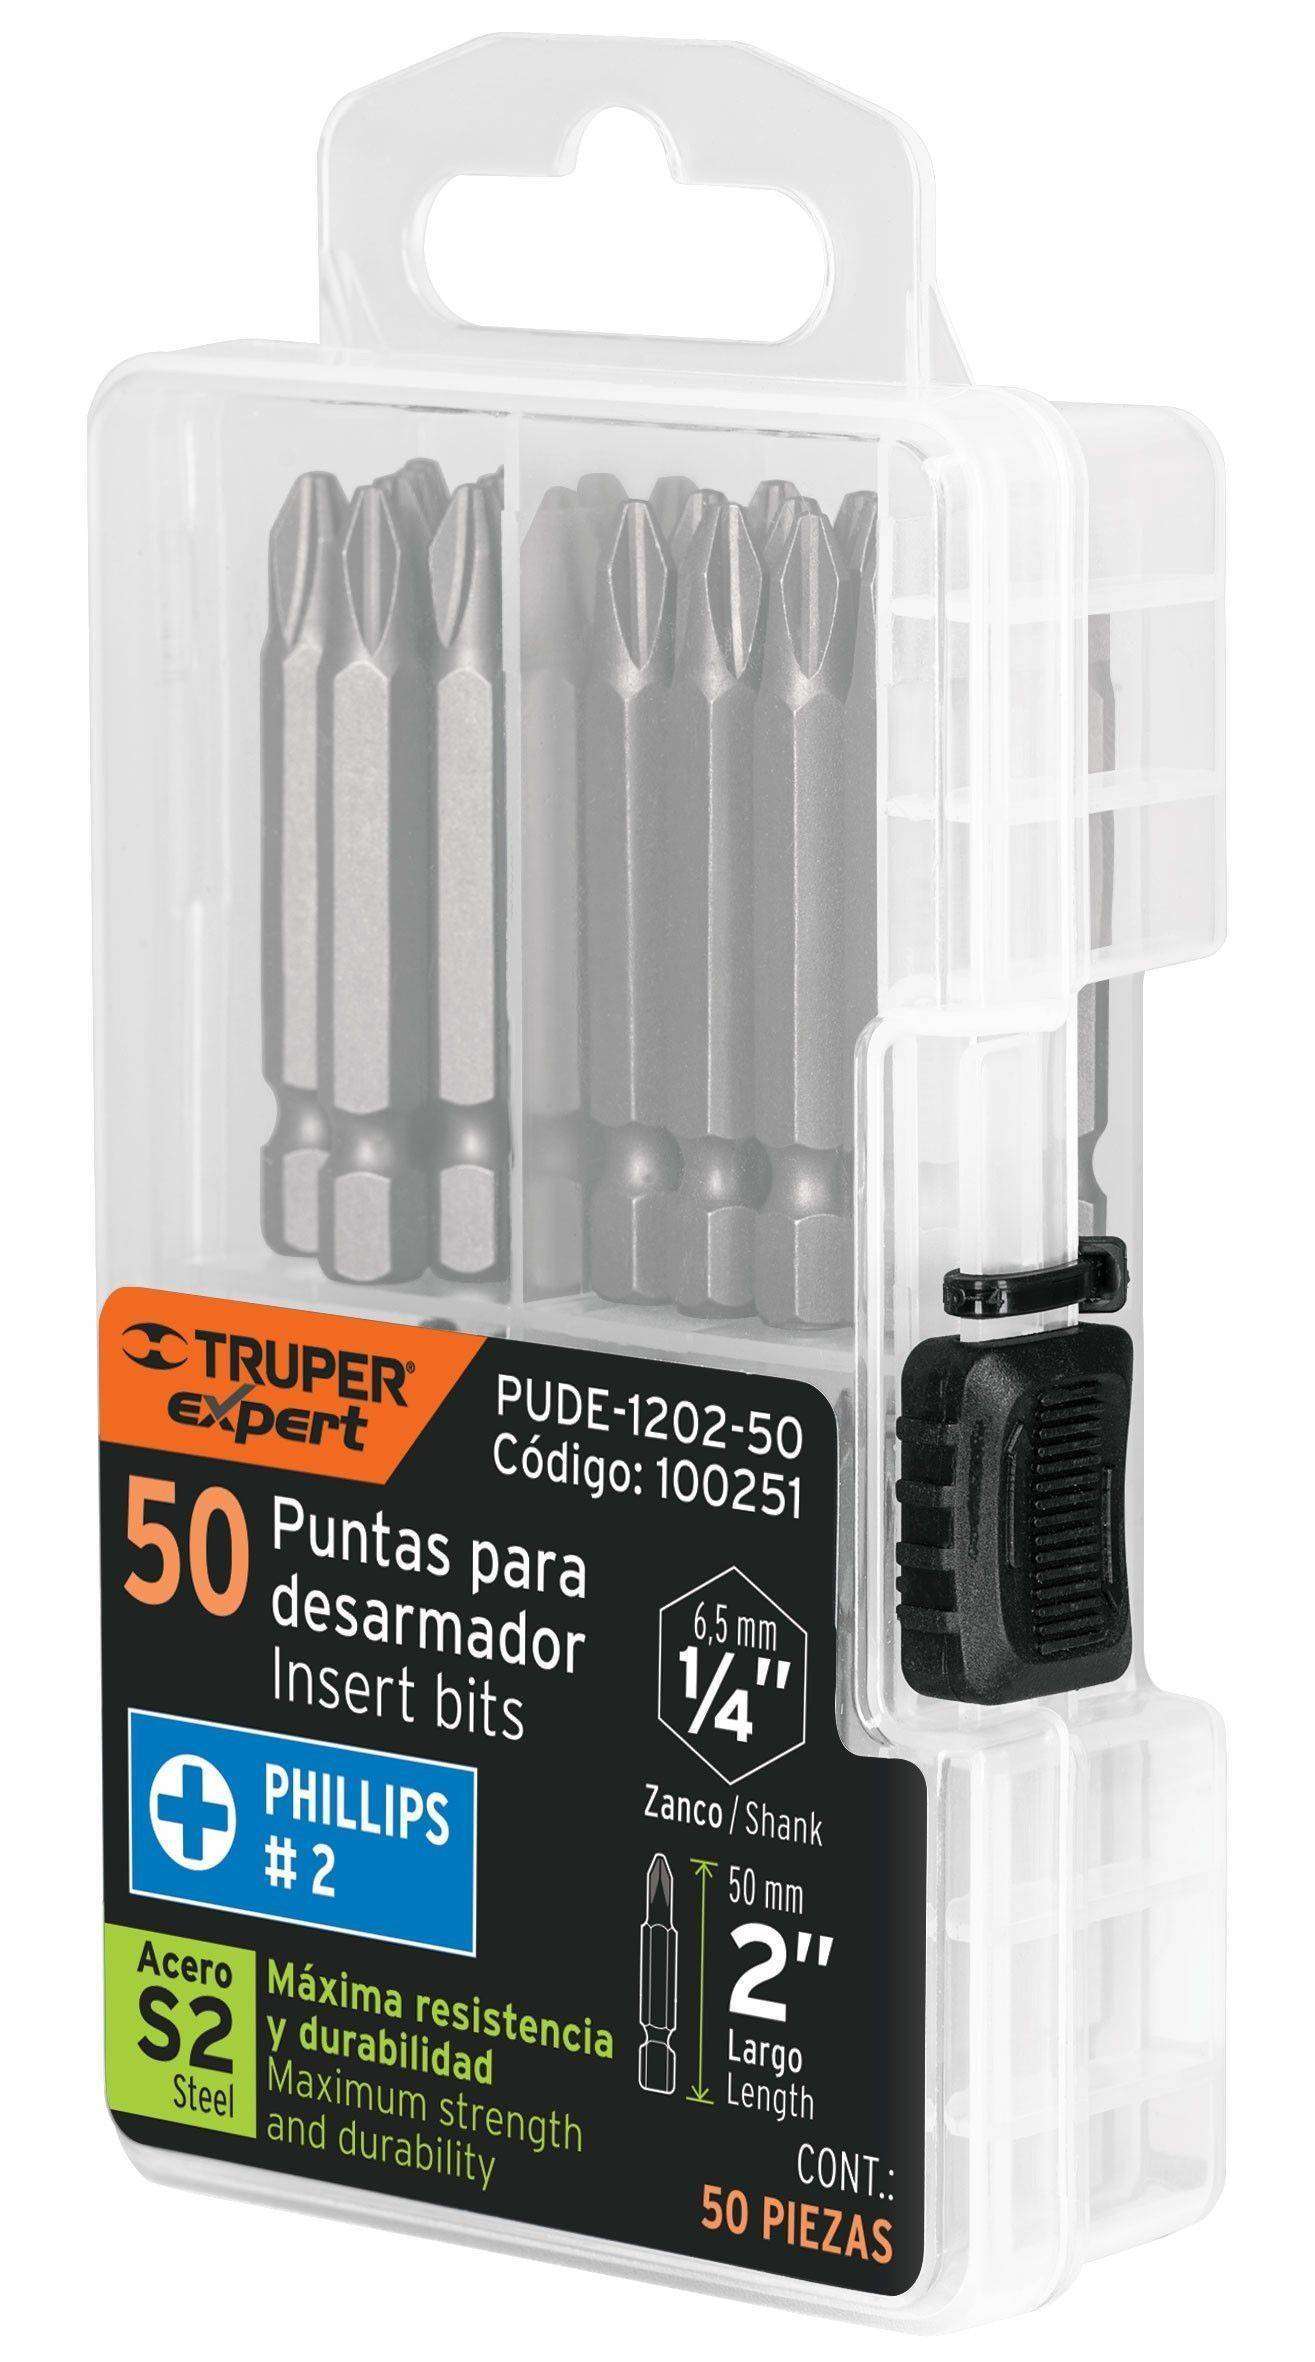 TRUPER®
expert
PUDE-1202-50
Código: 100251
50
Puntas para
desarmador
Insert bits
6,5 mm
1/4"
Zanco / Shank
PHILLIPS
# 2
50 mm
2"
Largo
Length
Acero
S2
Steel
Máxima resistencia
y durabilidad
Maximum strength
and durability
CONT.:
50 PIEZAS